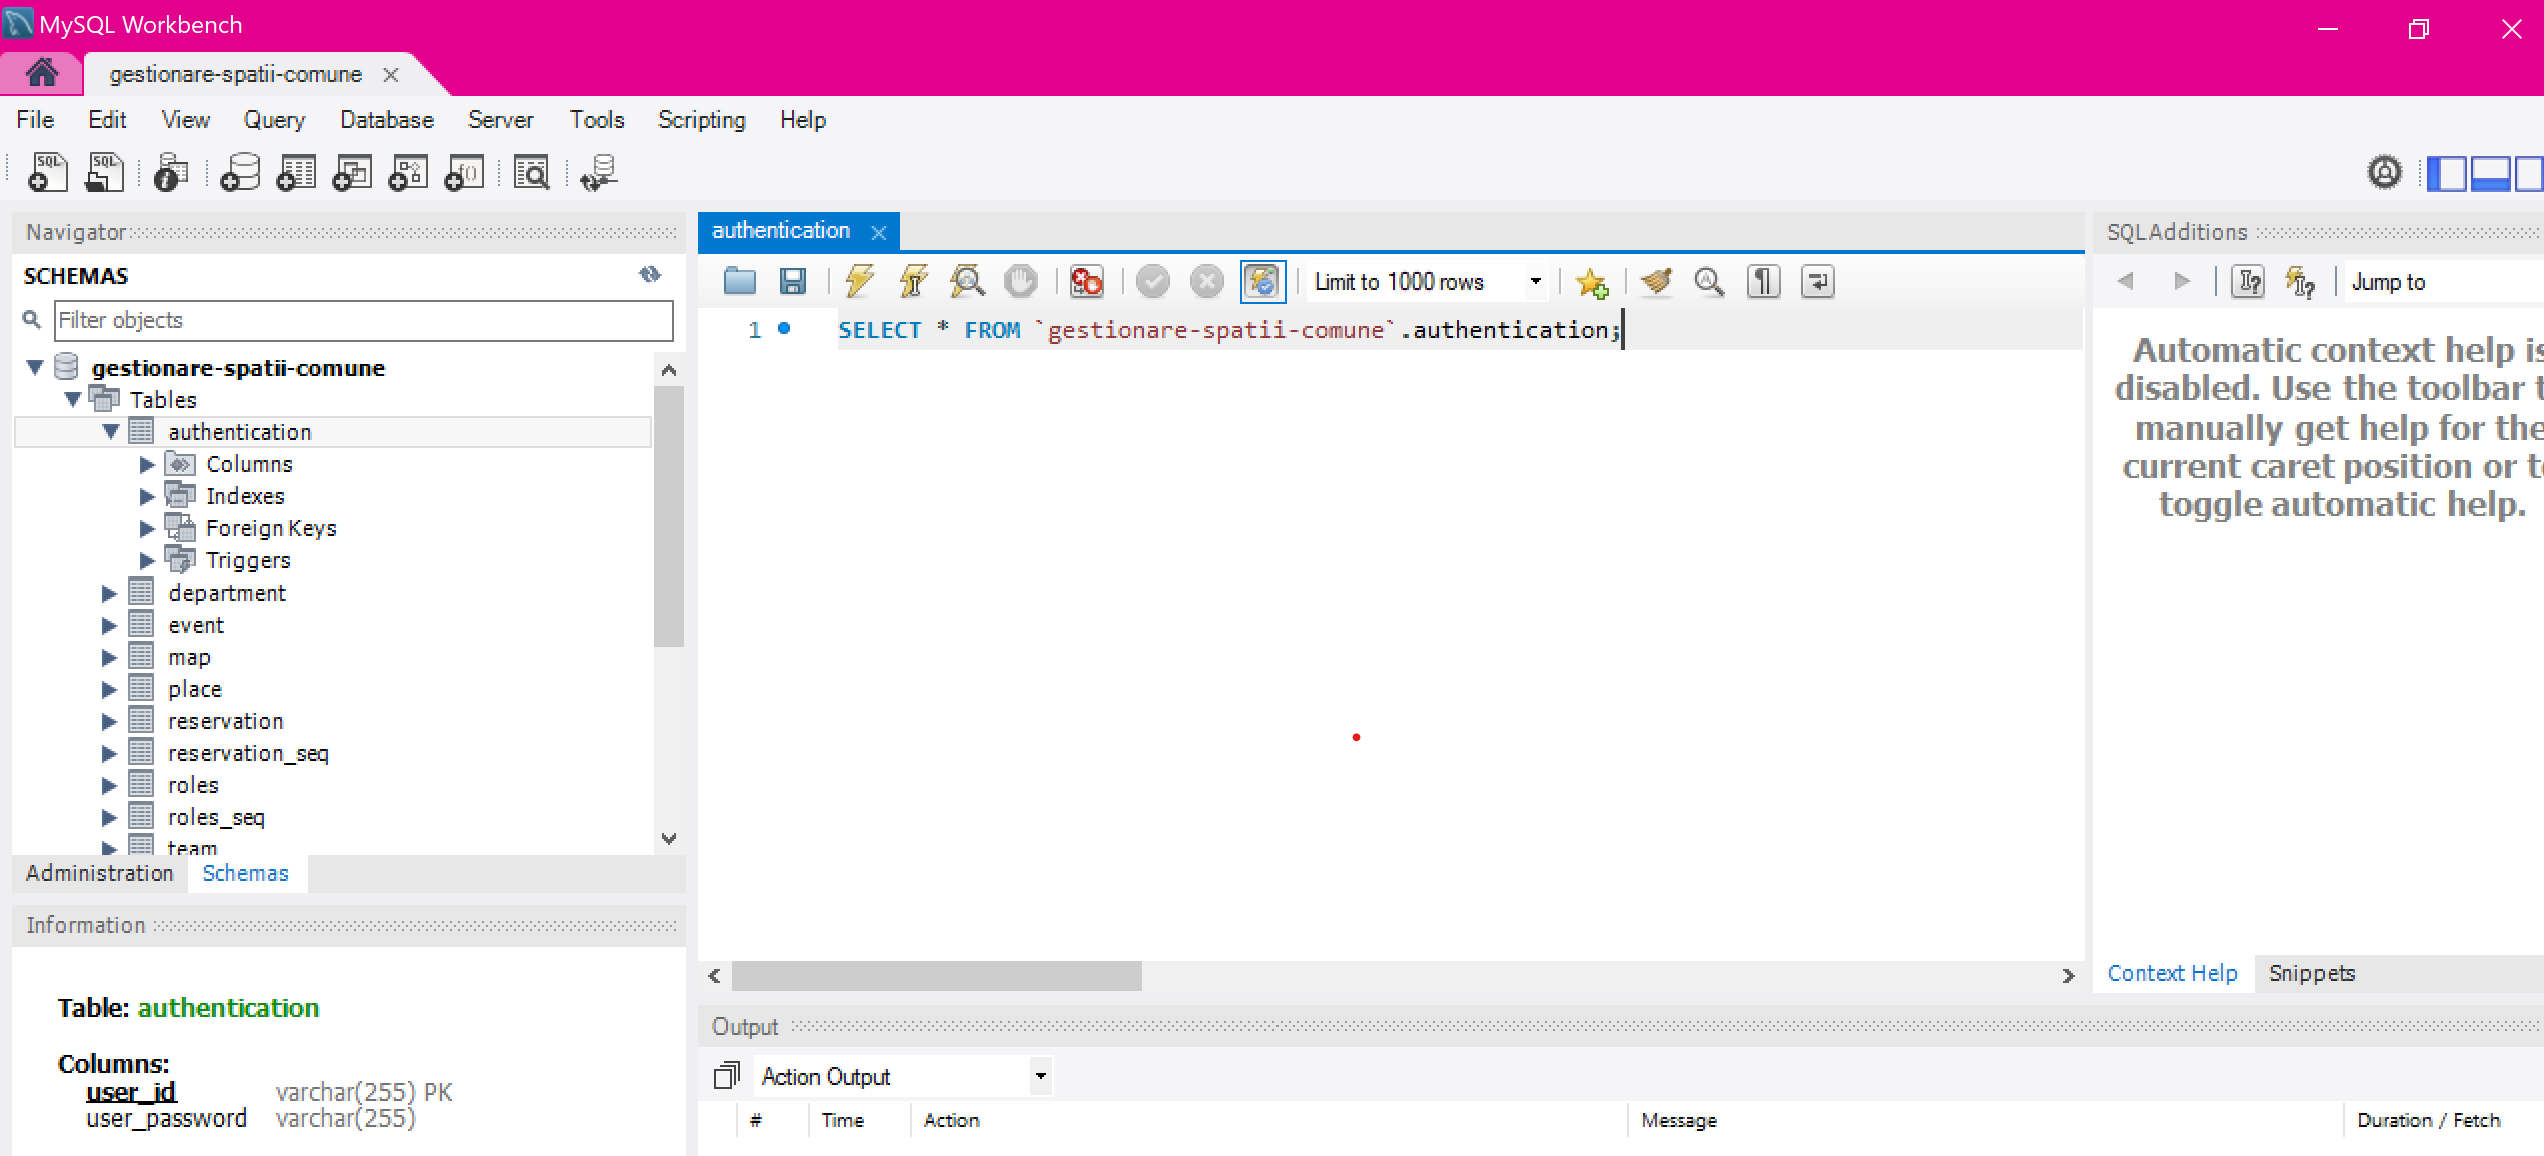 MySQL Workbench
gestionare-spatii-comune
File Edit View Query Database Server Tools Scripting Help
Navigator
SCHEMAS
Filter objects
gestionare-spatii-comune
Tables
authentication
Columns
Indexes
Foreign Keys
Triggers
department
event
map
place
reservation
reservation_seq
roles
roles_seq
team
Administration Schemas
Information
Table: authentication
Columns:
user_id varchar(255) PK
user_password varchar(255)
authentication
Limit to 1000 rows
1 SELECT * FROM `gestionare-spatii-comune`.authentication;
Output
Action Output
# Time Action Message Duration / Fetch
SQLAdditions
Jump to
Automatic context help is
disabled. Use the toolbar
manually get help for the
current caret position or
toggle automatic help.
Context Help Snippets